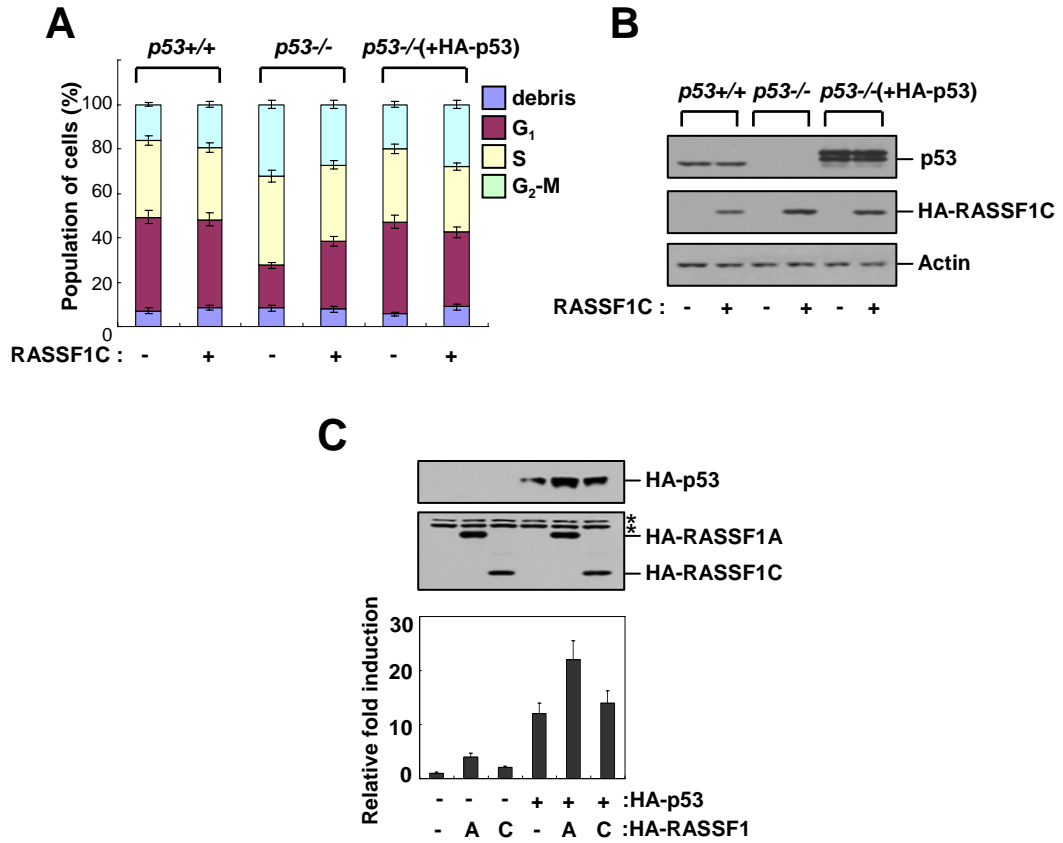 A
p53+/+ p53-/- p53-/-(+HA-p53)
Population of cells (%)
100
80
60
40
20
0
debris
G₁
S
G₂-M
RASSF1C : - + - + - +
B
p53+/+ p53-/- p53-/-(+HA-p53)
p53
HA-RASSF1C
Actin
RASSF1C : - + - + - +
C
HA-p53
*
*
HA-RASSF1A
HA-RASSF1C
Relative fold induction
30
20
10
0
- - - + + + :HA-p53
- A C - A C :HA-RASSF1